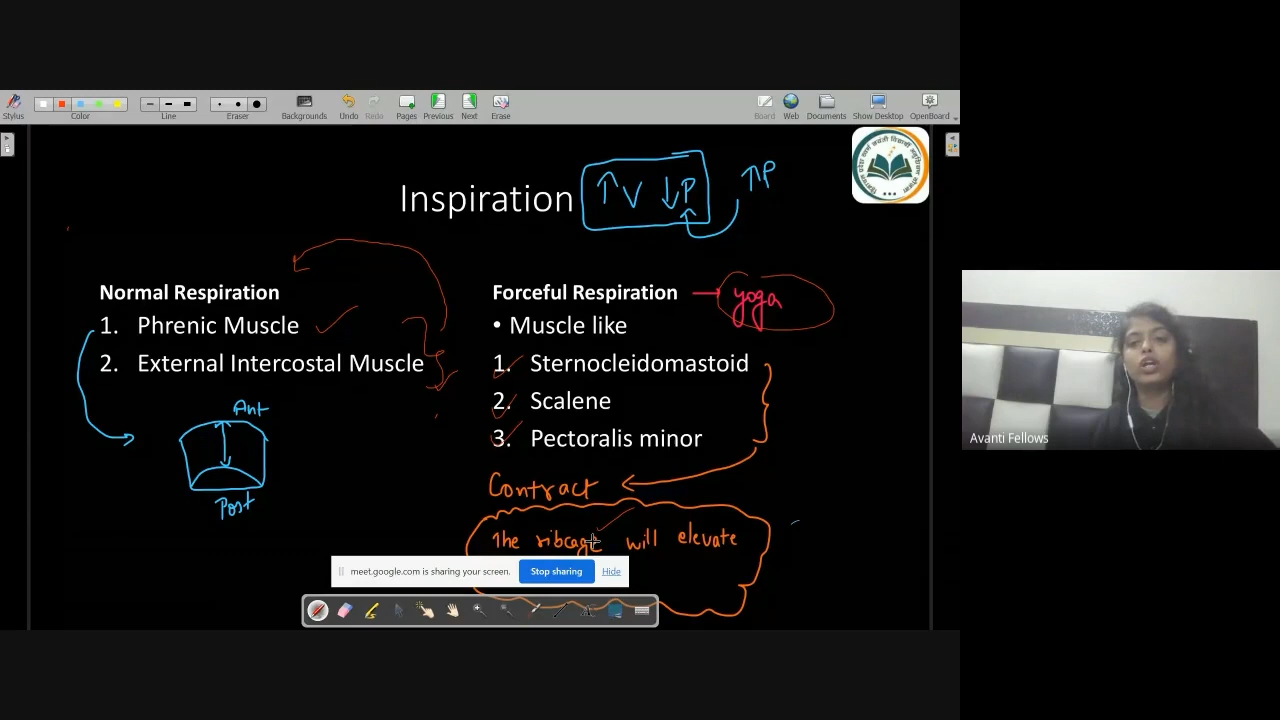 Stylus
Color
Line
Eraser
Backgrounds
Undo
Redo
Pages
Previous
Next
Erase
Board
Web
Documents
Show Desktop
OpenBoard
Inspiration ↑V ↓P ↑P
Normal Respiration
1. Phrenic Muscle
2. External Intercostal Muscle
Ant
Post
Forceful Respiration → yoga
• Muscle like
1. Sternocleidomastoid
2. Scalene
3. Pectoralis minor
Contract
The ribcage will elevate
meet.google.com is sharing your screen.
Stop sharing
Hide
Avanti Fellows